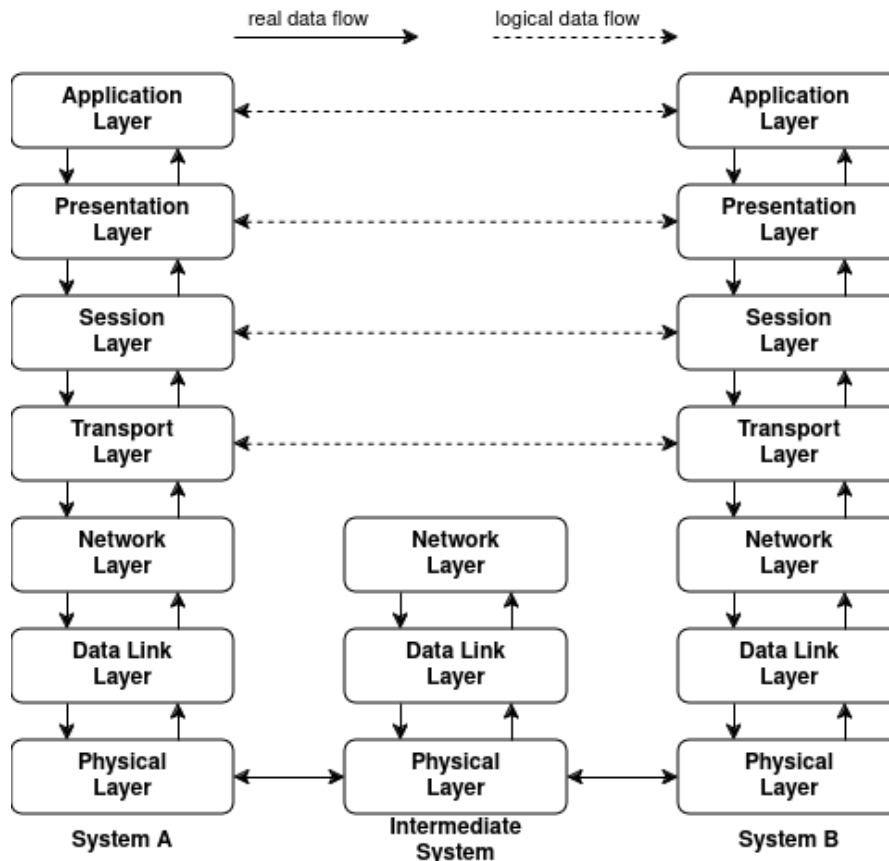 real data flow
logical data flow
Application
Layer
Application
Layer
Presentation
Layer
Presentation
Layer
Session
Layer
Session
Layer
Transport
Layer
Transport
Layer
Network
Layer
Network
Layer
Network
Layer
Data Link
Layer
Data Link
Layer
Data Link
Layer
Physical
Layer
Physical
Layer
Physical
Layer
System A
Intermediate
System
System B